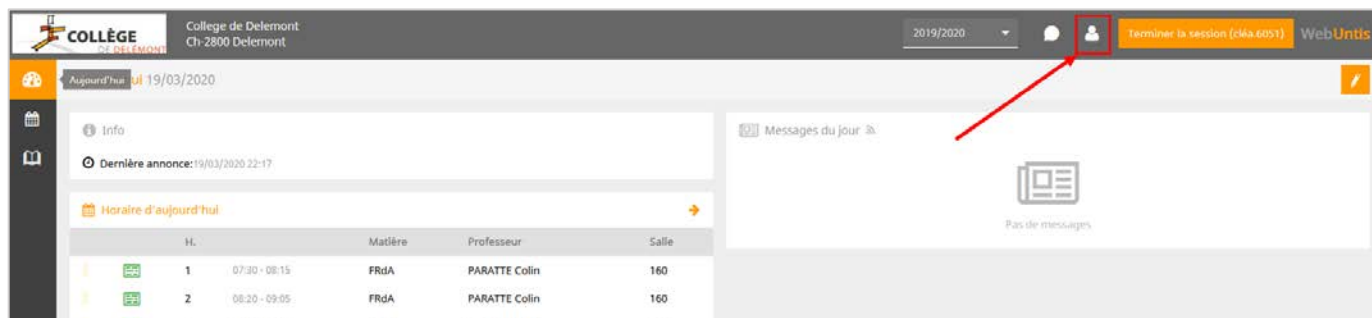 COLLÈGE
DE DELÉMONT
College de Delemont
Ch-2800 Delemont
2019/2020
Terminer la session (cléa.6051)
WebUntis
Aujourd'hui
ui 19/03/2020
Info
Dernière annonce: 19/03/2020 22:17
Messages du jour
Pas de messages
Horaire d'aujourd'hui
H. Matière Professeur Salle
1 07:30 - 08:15 FRdA PARATTE Colin 160
2 08:20 - 09:05 FRdA PARATTE Colin 160